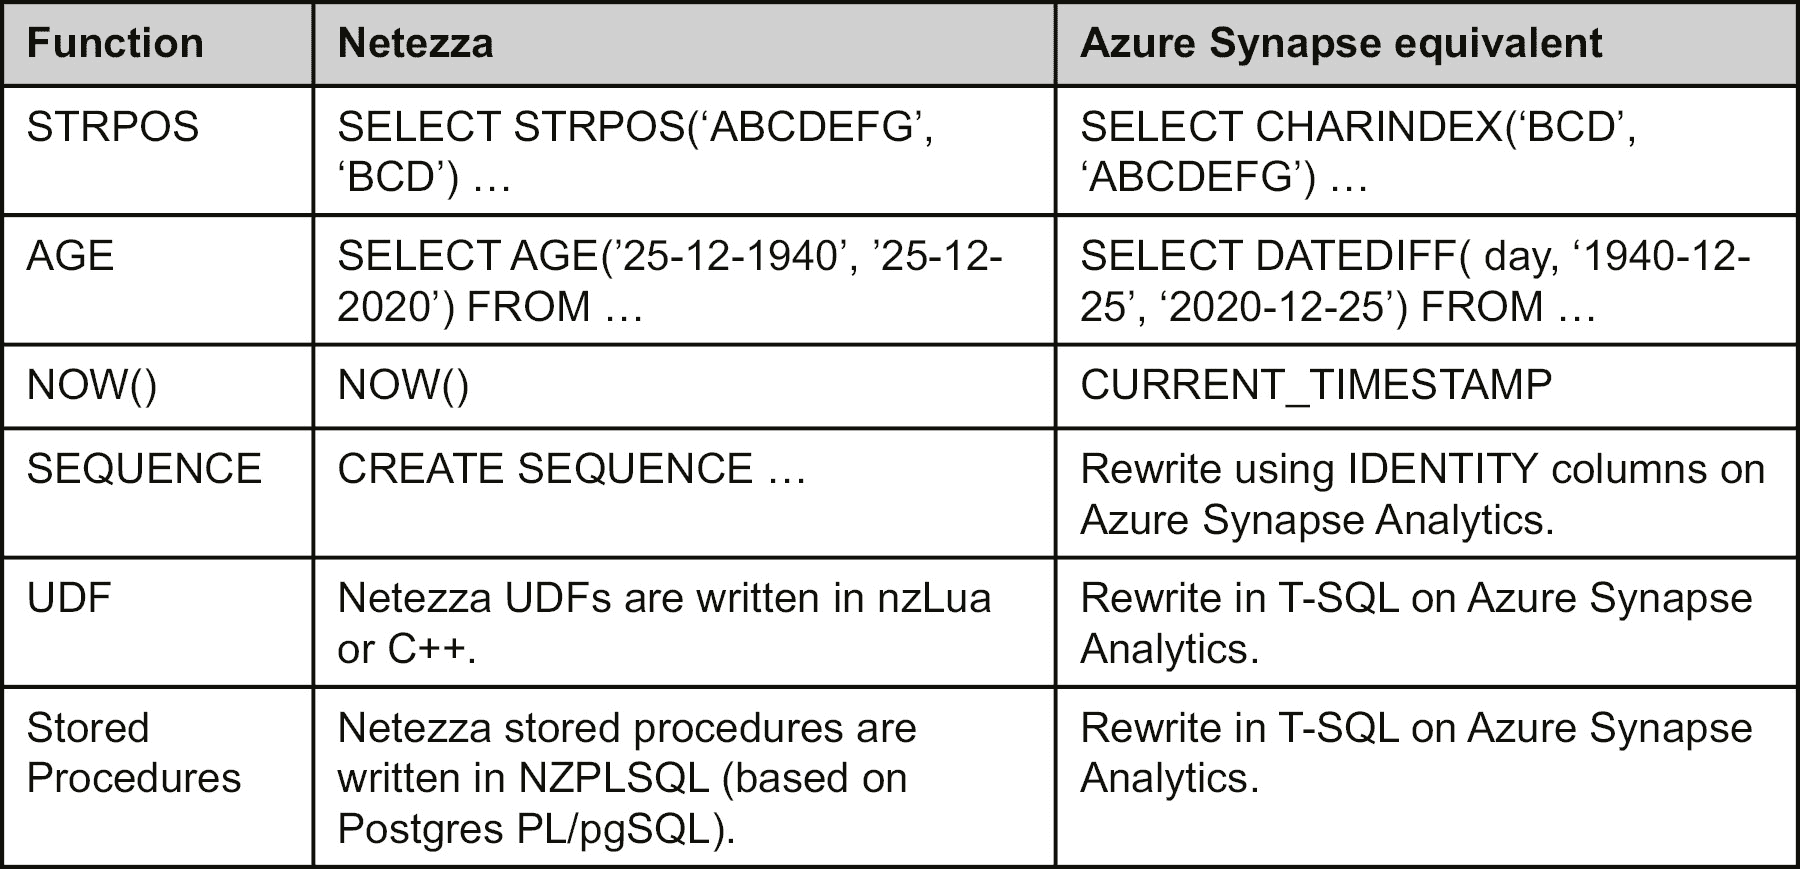 Function
Netezza
Azure Synapse equivalent
STRPOS
SELECT STRPOS(‘ABCDEFG’,
‘BCD’) …
SELECT CHARINDEX(‘BCD’,
‘ABCDEFG’) …
AGE
SELECT AGE(’25-12-1940’, ’25-12-
2020’) FROM …
SELECT DATEDIFF( day, ‘1940-12-
25’, ‘2020-12-25’) FROM …
NOW()
NOW()
CURRENT_TIMESTAMP
SEQUENCE
CREATE SEQUENCE …
Rewrite using IDENTITY columns on
Azure Synapse Analytics.
UDF
Netezza UDFs are written in nzLua
or C++.
Rewrite in T-SQL on Azure Synapse
Analytics.
Stored
Procedures
Netezza stored procedures are
written in NZPLSQL (based on
Postgres PL/pgSQL).
Rewrite in T-SQL on Azure Synapse
Analytics.